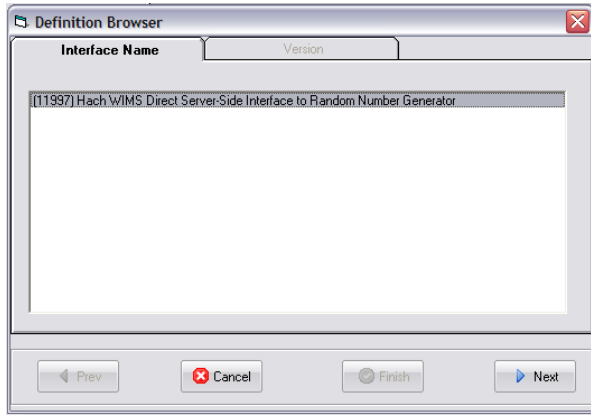 Definition Browser
Interface Name Version
(11997) Hach WIMS Direct Server-Side Interface to Random Number Generator
Prev Cancel Finish Next